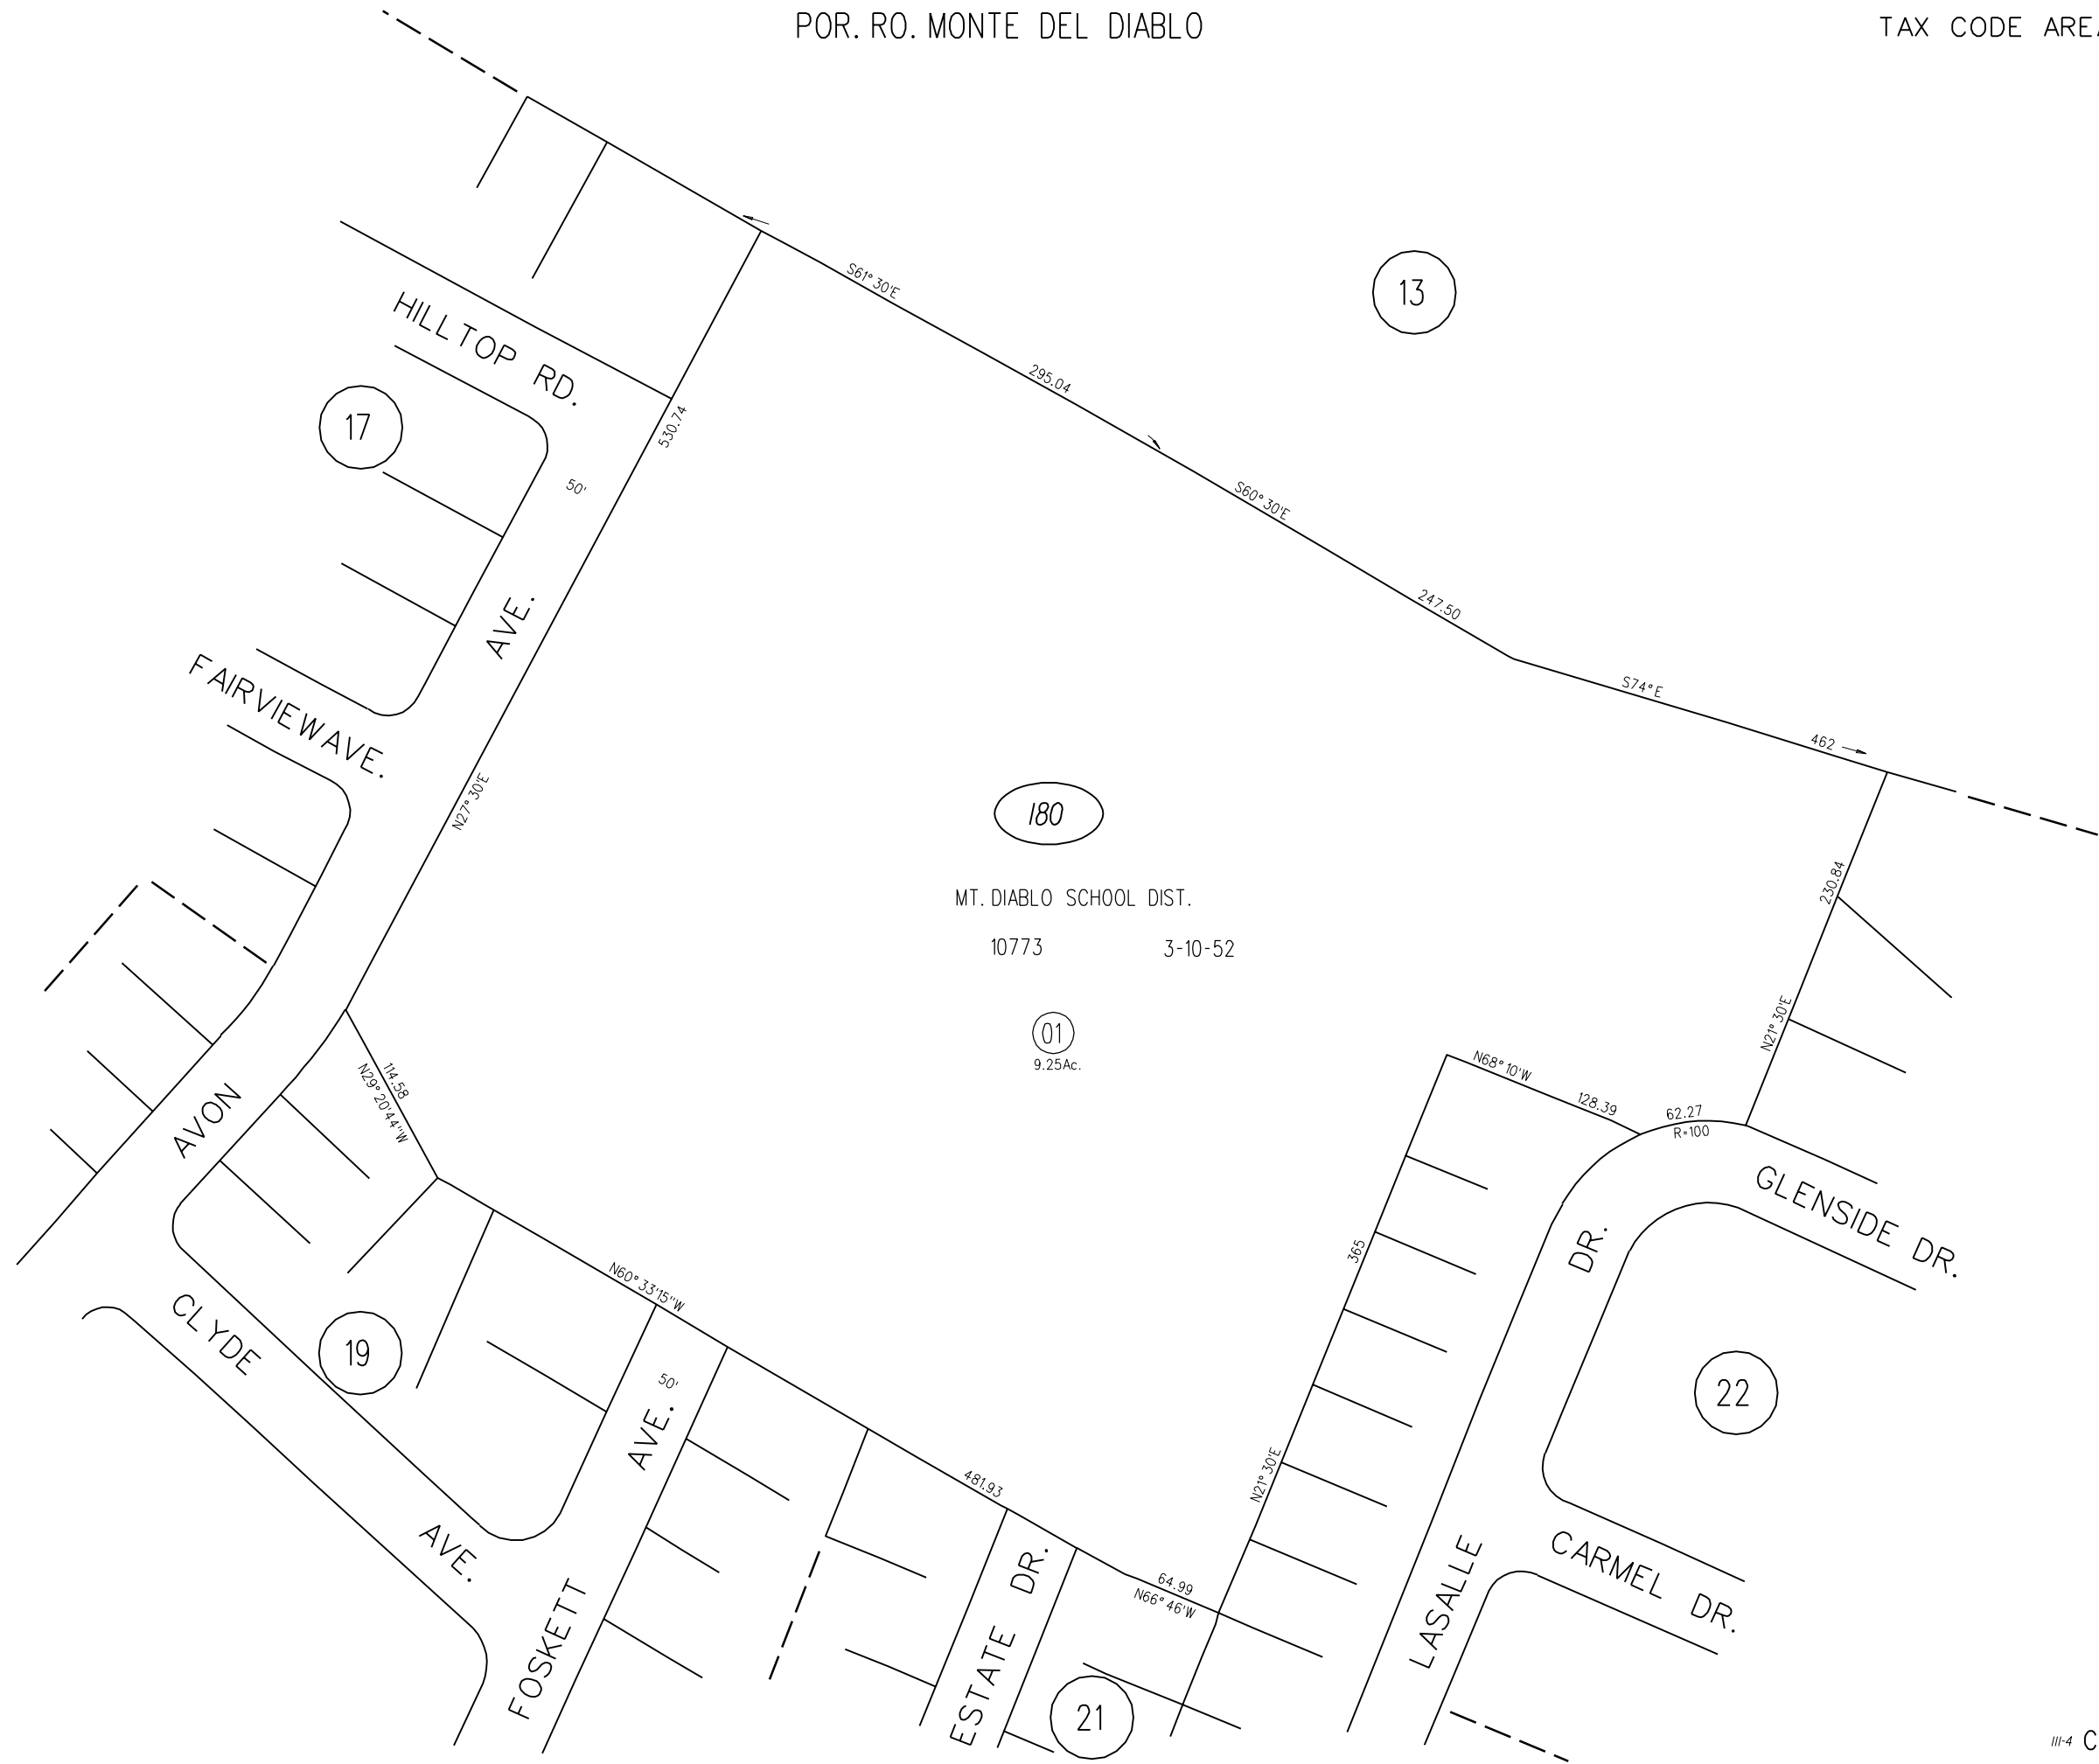 POR. RO. MONTE DEL DIABLO
TAX CODE AREA
S61°30'E
13
HILLTOP RD.
295.04
17
530.74
50'
S60°30'E
AVE.
247.50
FAIRVIEW AVE.
S74°E
462
N27°30'E
180
230.84
MT. DIABLO SCHOOL DIST.
10773 3-10-52
01
9.25Ac.
N21°30'E
114.58
N29°20'44"W
N68°10'W
128.39
62.27
R=100
AVON
GLENSIDE DR.
DR.
365
N60°33'15"W
CLYDE
19
50'
22
AVE.
481.93
N21°30'E
AVE.
CARMEL DR.
LASALLE
DR.
64.99
N66°46'W
FOSKETT
ESTATE
21
111-4 C